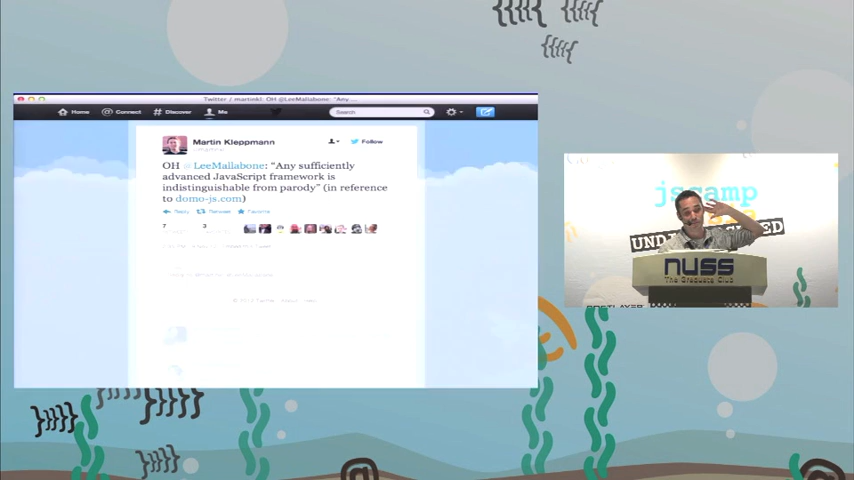 Twitter / martinkl: OH @LeeMallabone: "Any ...
Home
@ Connect
# Discover
Me
Search
Martin Kleppmann
Follow
OH @LeeMallabone: "Any sufficiently
advanced JavaScript framework is
indistinguishable from parody" (in reference
to domo-js.com)
Reply
Retweet
Favorite
7
3
jscamp
nuss
The Graduate Club